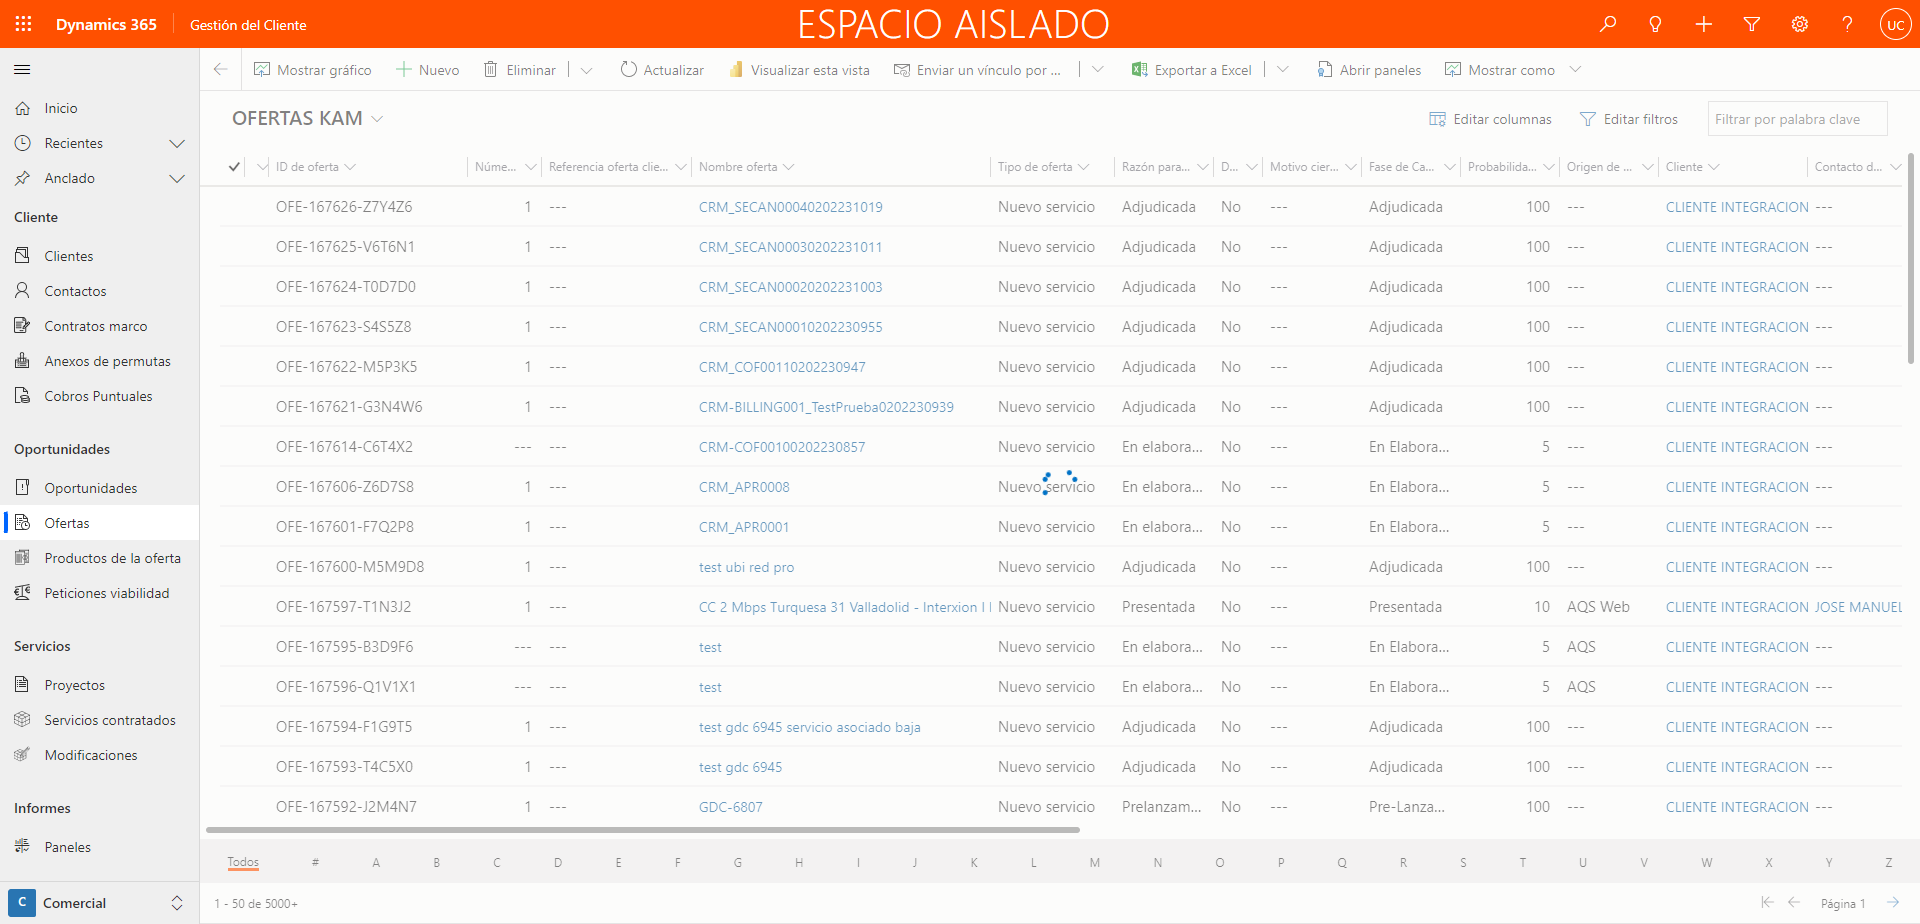 Dynamics 365 Gestión del Cliente ESPACIO AISLADO UC
Mostrar gráfico Nuevo Eliminar Actualizar Visualizar esta vista Enviar un vínculo por ... Exportar a Excel Abrir paneles Mostrar como
Inicio
Recientes
Anclado
Cliente
Clientes
Contactos
Contratos marco
Anexos de permutas
Cobros Puntuales
Oportunidades
Oportunidades
Ofertas
Productos de la oferta
Peticiones viabilidad
Servicios
Proyectos
Servicios contratados
Modificaciones
Informes
Paneles
C Comercial
OFERTAS KAM Editar columnas Editar filtros Filtrar por palabra clave
ID de oferta Núme... Referencia oferta clie... Nombre oferta Tipo de oferta Razón para... D... Motivo cier... Fase de Ca... Probabilida... Origen de ... Cliente Contacto d...
OFE-167626-Z7Y4Z6 1 --- CRM_SECAN00040202231019 Nuevo servicio Adjudicada No --- Adjudicada 100 --- CLIENTE INTEGRACION ---
OFE-167625-V6T6N1 1 --- CRM_SECAN00030202231011 Nuevo servicio Adjudicada No --- Adjudicada 100 --- CLIENTE INTEGRACION ---
OFE-167624-T0D7D0 1 --- CRM_SECAN00020202231003 Nuevo servicio Adjudicada No --- Adjudicada 100 --- CLIENTE INTEGRACION ---
OFE-167623-S4S5Z8 1 --- CRM_SECAN00010202230955 Nuevo servicio Adjudicada No --- Adjudicada 100 --- CLIENTE INTEGRACION ---
OFE-167622-M5P3K5 1 --- CRM_COF00110202230947 Nuevo servicio Adjudicada No --- Adjudicada 100 --- CLIENTE INTEGRACION ---
OFE-167621-G3N4W6 1 --- CRM-BILLING001_TestPrueba0202230939 Nuevo servicio Adjudicada No --- Adjudicada 100 --- CLIENTE INTEGRACION ---
OFE-167614-C6T4X2 --- --- CRM-COF00100202230857 Nuevo servicio En elabora... No --- En Elabora... 5 --- CLIENTE INTEGRACION ---
OFE-167606-Z6D7S8 1 --- CRM_APR0008 Nuevo servicio En elabora... No --- En Elabora... 5 --- CLIENTE INTEGRACION ---
OFE-167601-F7Q2P8 1 --- CRM_APR0001 Nuevo servicio En elabora... No --- En Elabora... 5 --- CLIENTE INTEGRACION ---
OFE-167600-M5M9D8 1 --- test ubi red pro Nuevo servicio Adjudicada No --- Adjudicada 100 --- CLIENTE INTEGRACION ---
OFE-167597-T1N3J2 1 --- CC 2 Mbps Turquesa 31 Valladolid - Interxion I Nuevo servicio Presentada No --- Presentada 10 AQS Web CLIENTE INTEGRACION JOSE MANUEL
OFE-167595-B3D9F6 --- --- test Nuevo servicio En elabora... No --- En Elabora... 5 AQS CLIENTE INTEGRACION ---
OFE-167596-Q1V1X1 --- --- test Nuevo servicio En elabora... No --- En Elabora... 5 AQS CLIENTE INTEGRACION ---
OFE-167594-F1G9T5 1 --- test gdc 6945 servicio asociado baja Nuevo servicio Adjudicada No --- Adjudicada 100 --- CLIENTE INTEGRACION ---
OFE-167593-T4C5X0 1 --- test gdc 6945 Nuevo servicio Adjudicada No --- Adjudicada 100 --- CLIENTE INTEGRACION ---
OFE-167592-J2M4N7 1 --- GDC-6807 Nuevo servicio Prelanzam... No --- Pre-Lanza... 100 --- CLIENTE INTEGRACION ---
Todos # A B C D E F G H I J K L M N O P Q R S T U V W X Y Z
1 - 50 de 5000+ Página 1